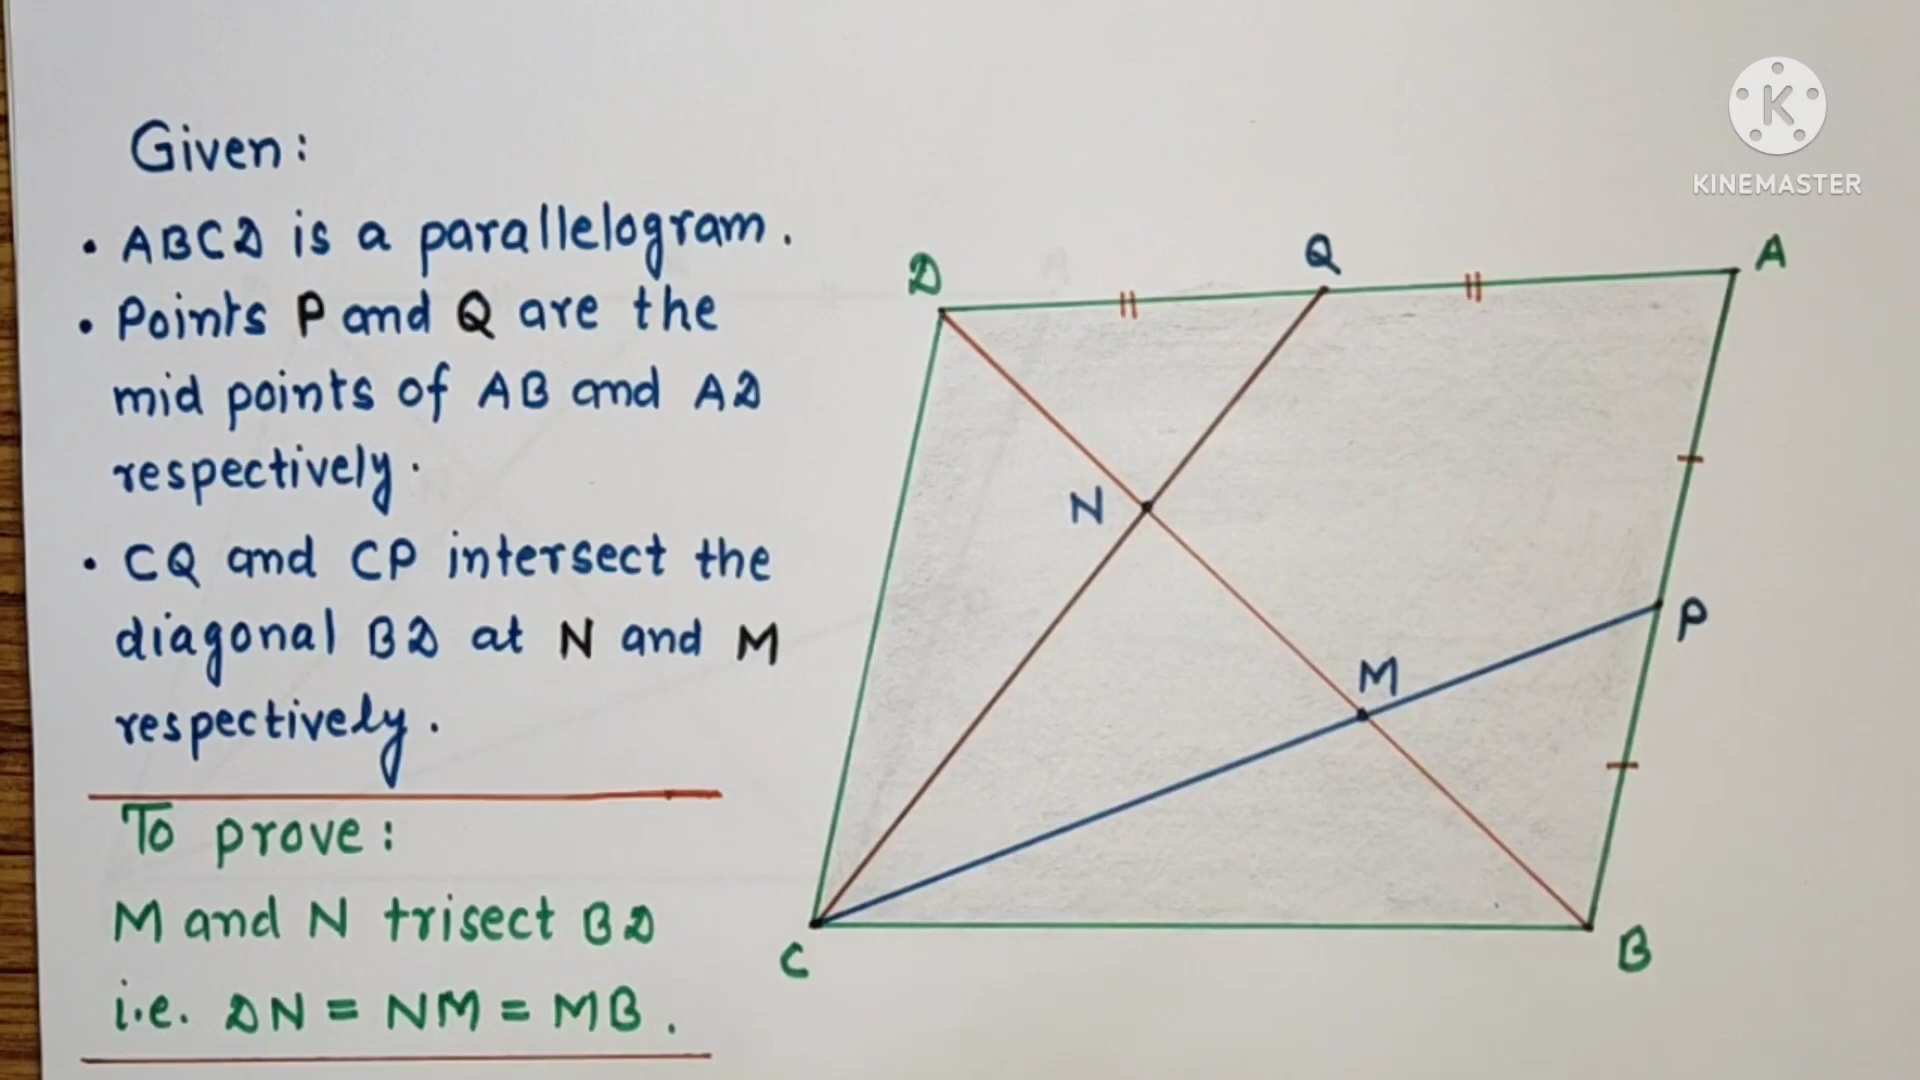 Given:
• ABCD is a parallelogram.
• Points P and Q are the
mid points of AB and AD
respectively.
• CQ and CP intersect the
diagonal BD at N and M
respectively.
To prove:
M and N trisect BD
i.e. DN = NM = MB.
K
KINEMASTER
D
Q
A
N
M
P
C
B